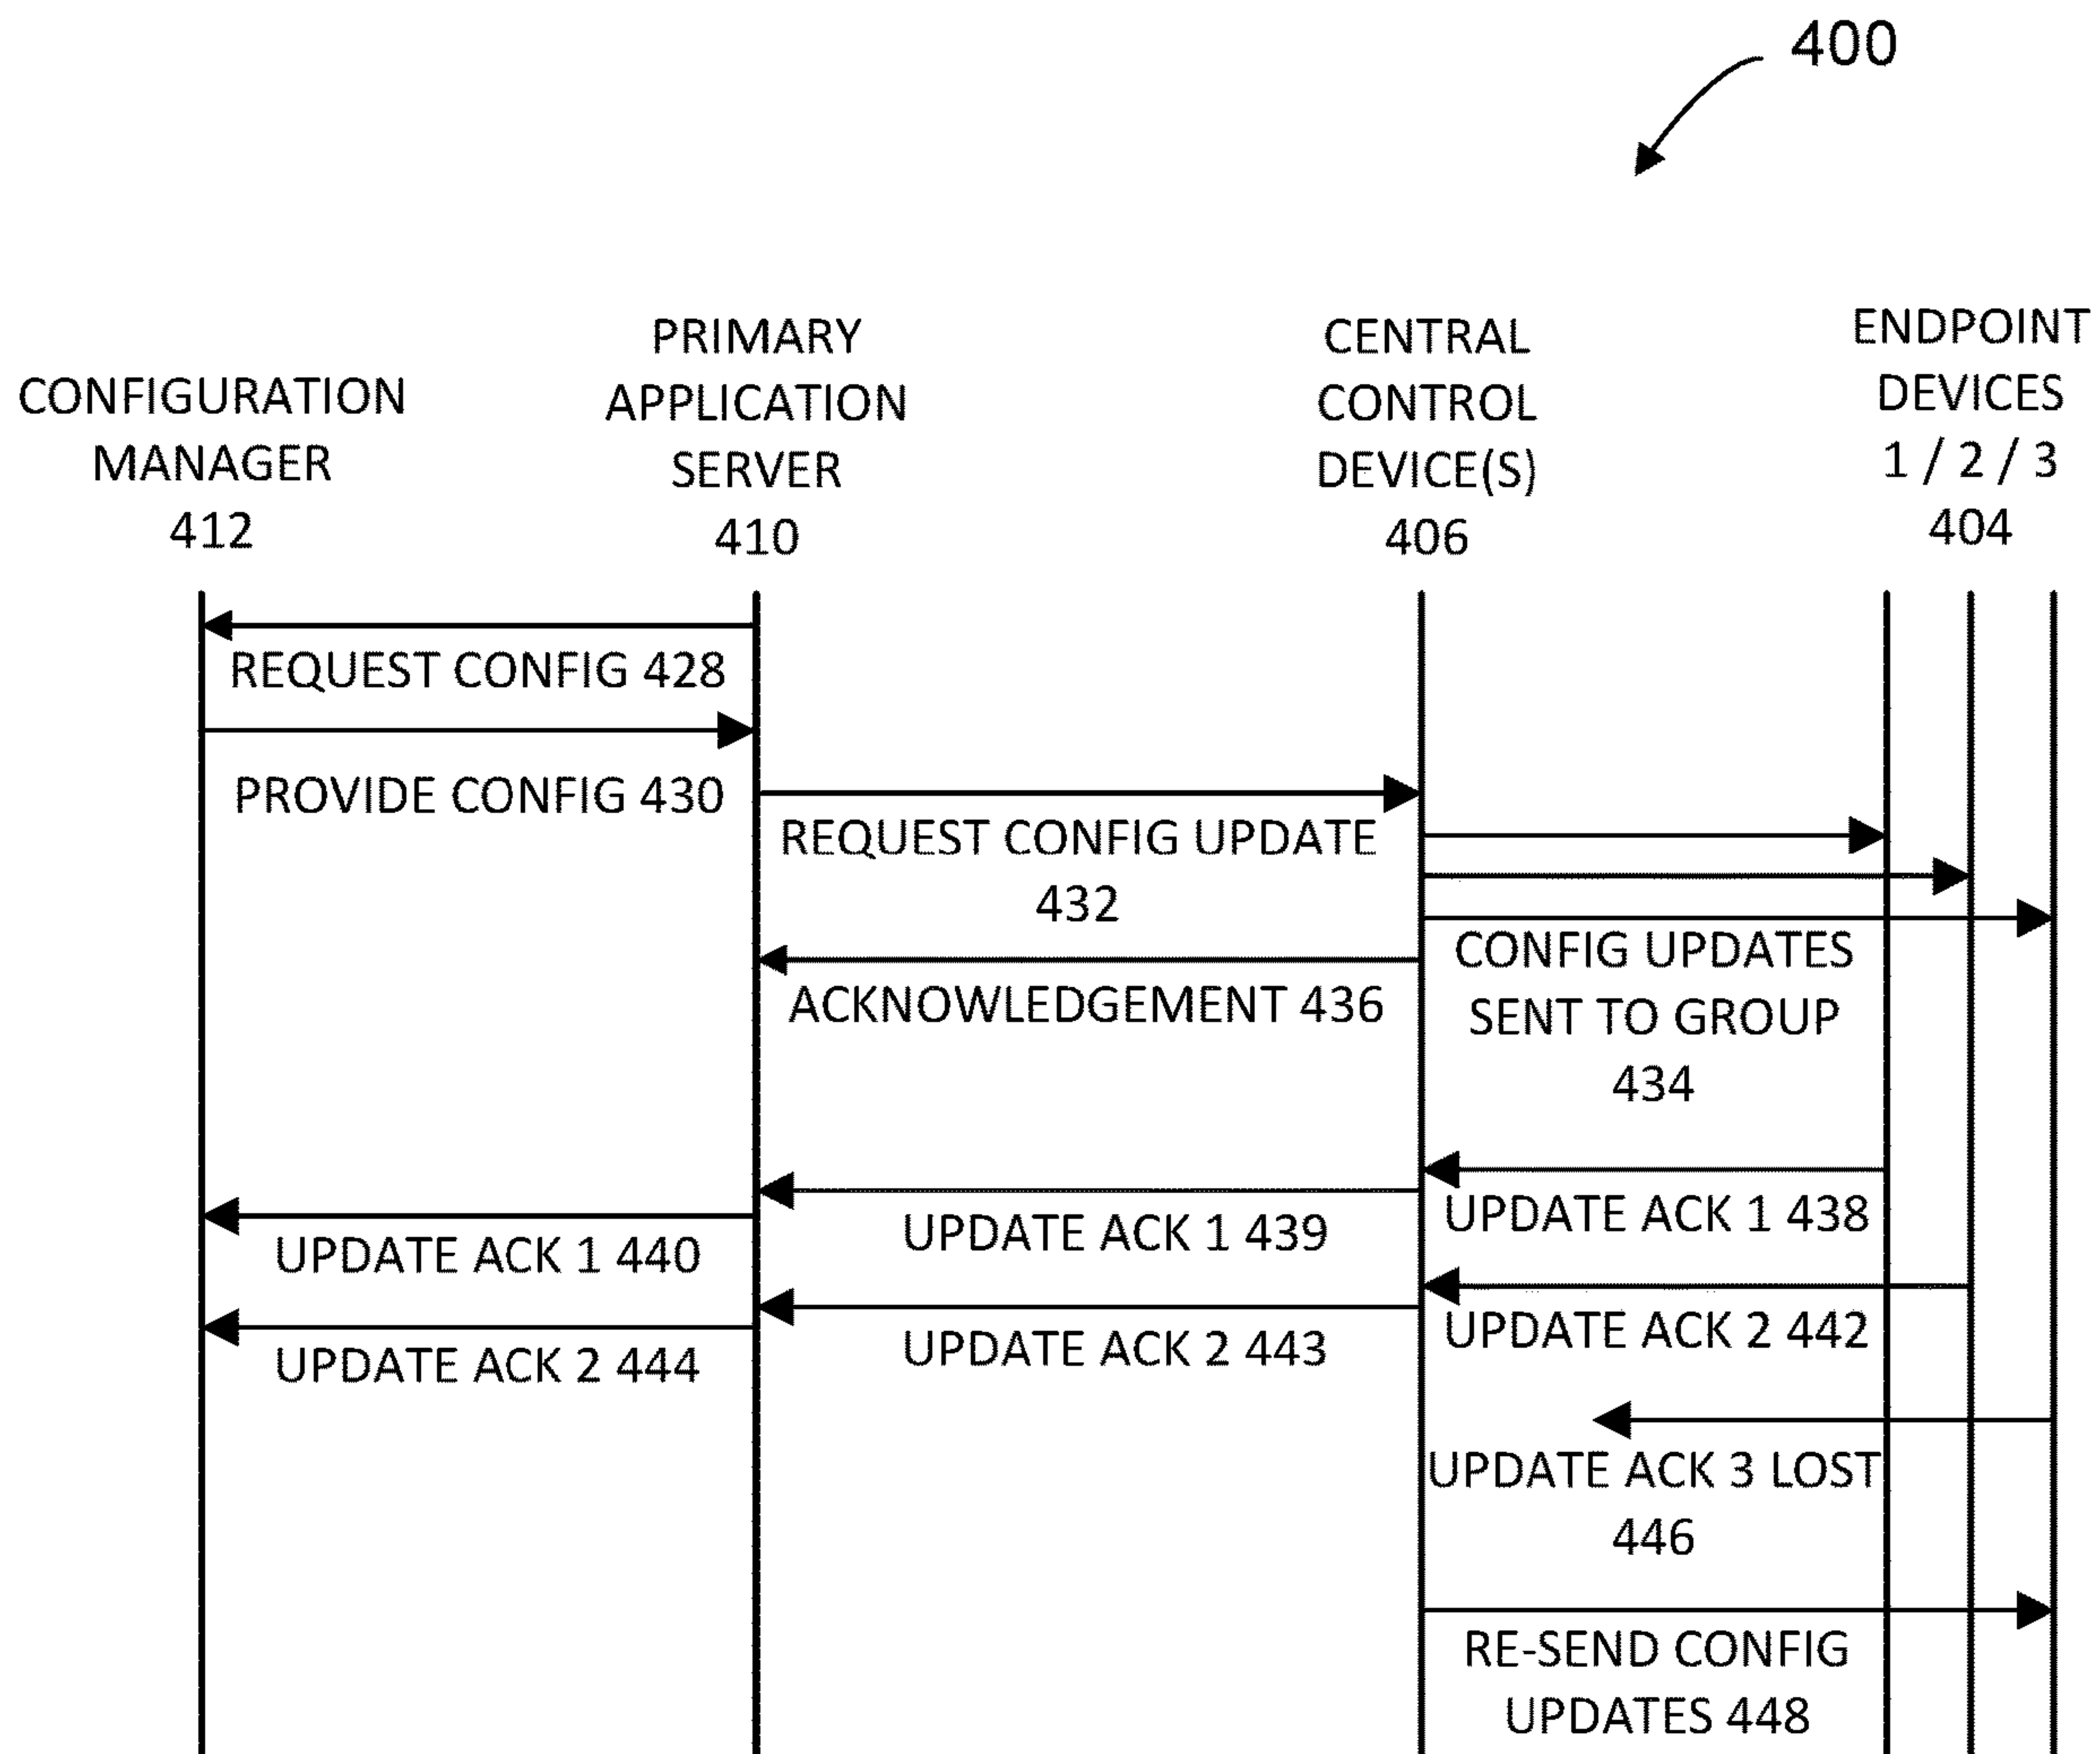 400
CONFIGURATION
MANAGER
412
PRIMARY
APPLICATION
SERVER
410
CENTRAL
CONTROL
DEVICE(S)
406
ENDPOINT
DEVICES
1 / 2 / 3
404
REQUEST CONFIG 428
PROVIDE CONFIG 430
REQUEST CONFIG UPDATE
432
CONFIG UPDATES
SENT TO GROUP
434
ACKNOWLEDGEMENT 436
UPDATE ACK 1 438
UPDATE ACK 1 439
UPDATE ACK 1 440
UPDATE ACK 2 442
UPDATE ACK 2 443
UPDATE ACK 2 444
UPDATE ACK 3 LOST
446
RE-SEND CONFIG
UPDATES 448